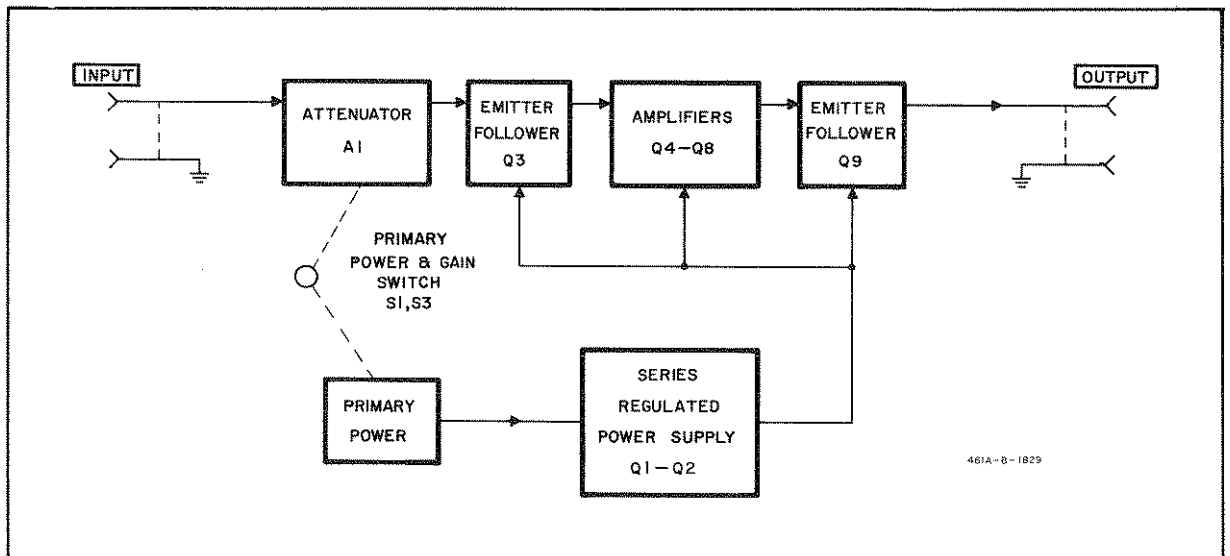 INPUT
OUTPUT
ATTENUATOR
A1
EMITTER
FOLLOWER
Q3
AMPLIFIERS
Q4-Q8
EMITTER
FOLLOWER
Q9
PRIMARY
POWER & GAIN
SWITCH
S1,S3
PRIMARY
POWER
SERIES
REGULATED
POWER SUPPLY
Q1-Q2
461A-B-1829